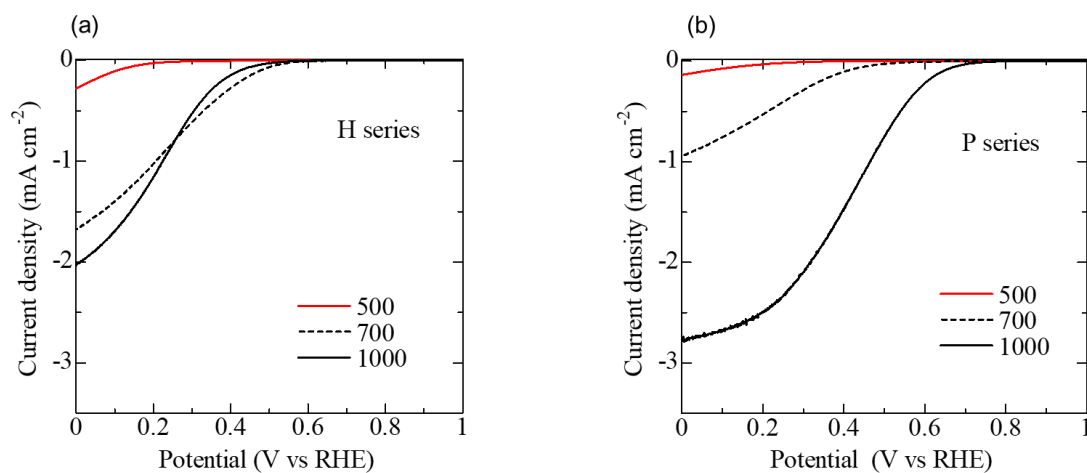 (a)
0
-1
-2
-3
Current density (mA cm⁻²)
H series
500
700
1000
0 0.2 0.4 0.6 0.8 1
Potential (V vs RHE)
(b)
0
-1
-2
-3
Current density (mA cm⁻²)
P series
500
700
1000
0 0.2 0.4 0.6 0.8 1
Potential (V vs RHE)